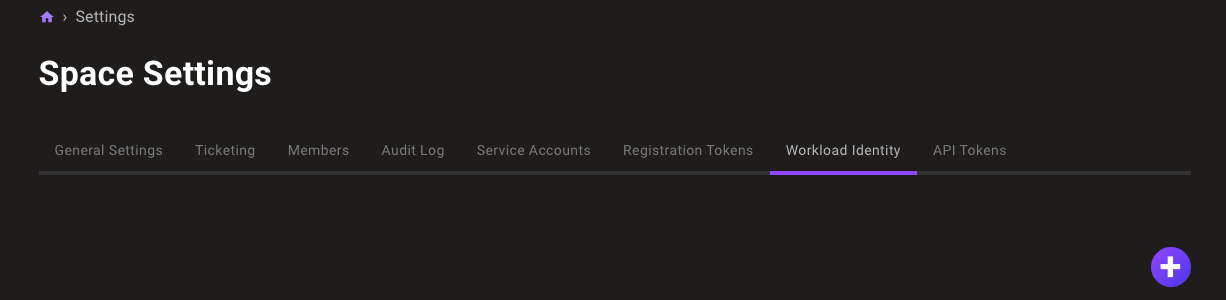 › Settings
Space Settings
General Settings Ticketing Members Audit Log Service Accounts Registration Tokens Workload Identity API Tokens